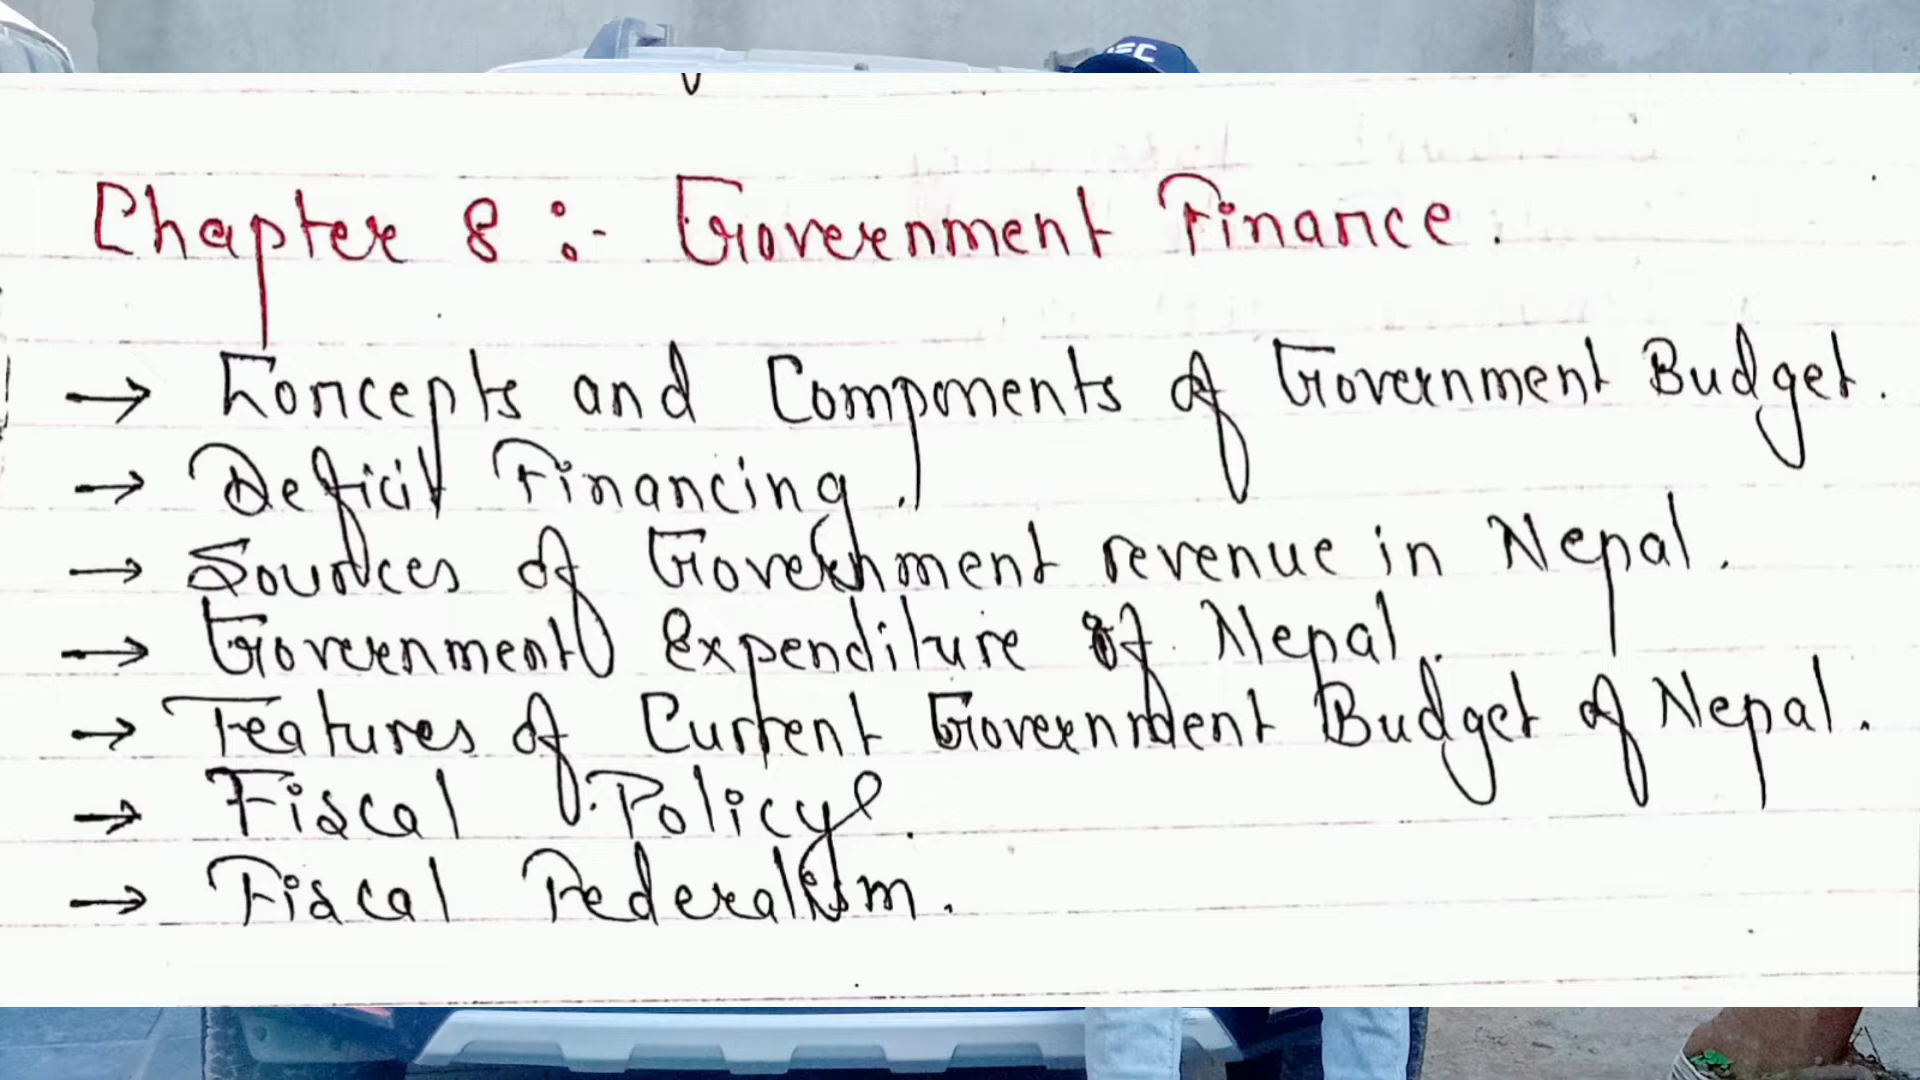 Chapter 8 :- Government Finance.
→ Concepts and Components of Government Budget.
→ Deficit Financing.
→ Sources of Government revenue in Nepal.
→ Government expenditure of Nepal.
→ Features of Current Government Budget of Nepal.
→ Fiscal Policy.
→ Fiscal Federalism.